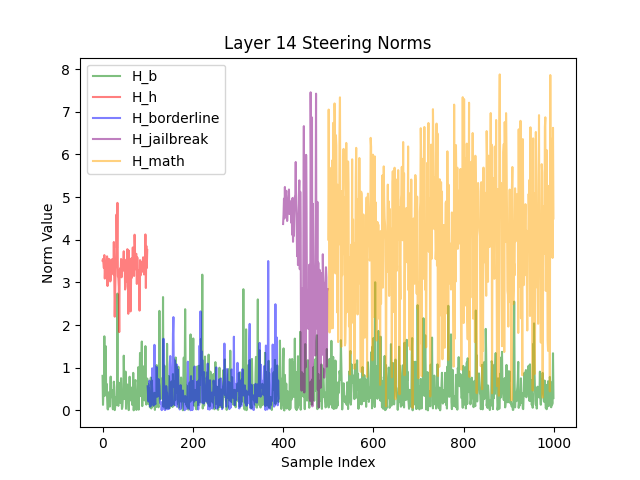 Layer 14 Steering Norms
8
7
6
5
4
3
2
1
0
Norm Value
H_b
H_h
H_borderline
H_jailbreak
H_math
0
200
400
600
800
1000
Sample Index